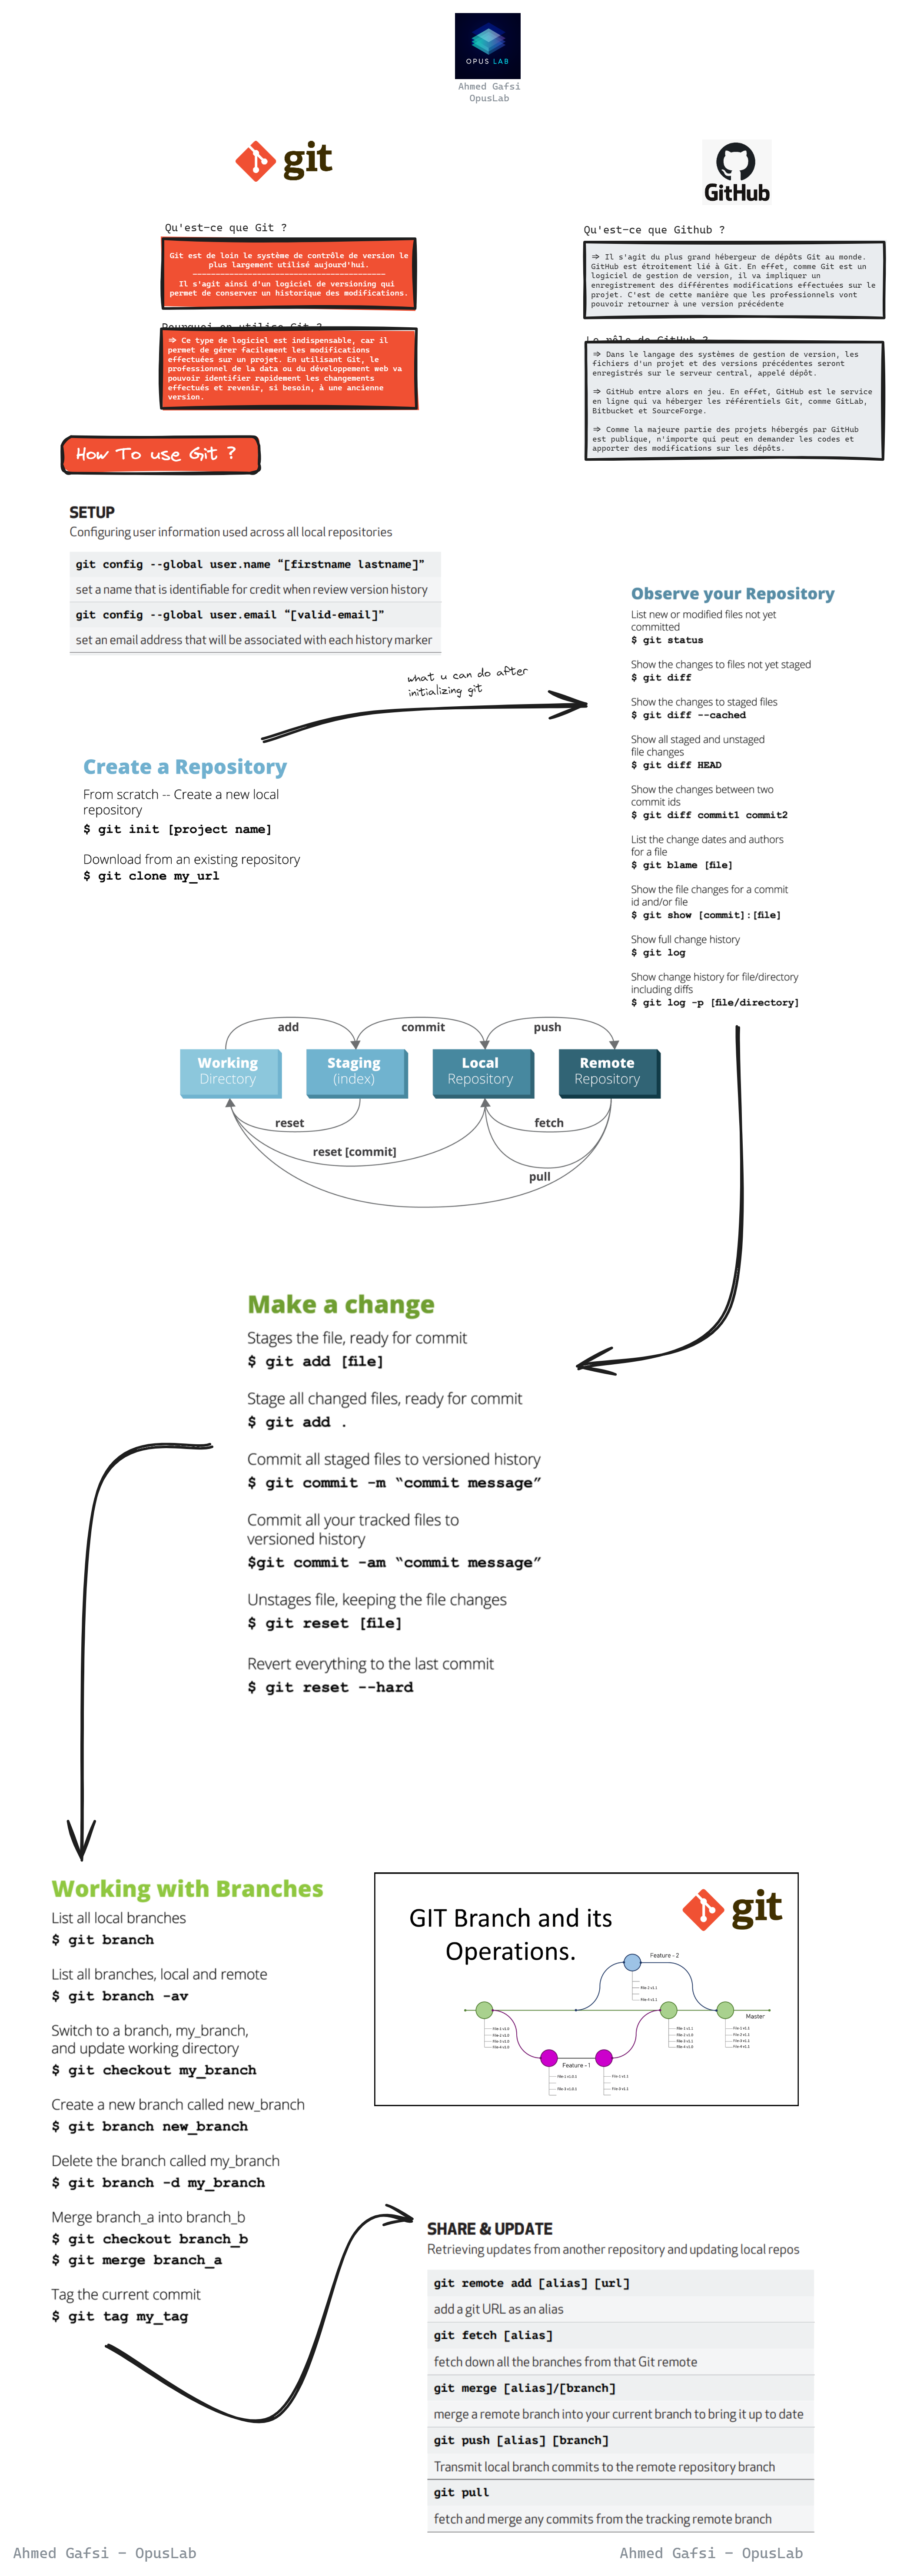 OPUS LAB
Ahmed Gafsi
OpusLab
git
GitHub
Qu'est-ce que Git ?
Git est de loin le système de contrôle de version le
plus largement utilisé aujourd'hui.
Il s'agit ainsi d'un logiciel de versioning qui
permet de conserver un historique des modifications.
Pourquoi on utilise Git ?
⇒ Ce type de logiciel est indispensable, car il
permet de gérer facilement les modifications
effectuées sur un projet. En utilisant Git, le
professionnel de la data ou du développement web va
pouvoir identifier rapidement les changements
effectués et revenir, si besoin, à une ancienne
version.
Qu'est-ce que Github ?
⇒ Il s'agit du plus grand hébergeur de dépôts Git au monde.
GitHub est étroitement lié à Git. En effet, comme Git est un
logiciel de gestion de version, il va impliquer un
enregistrement des différentes modifications effectuées sur le
projet. C'est de cette manière que les professionnels vont
pouvoir retourner à une version précédente
Le rôle de GitHub ?
⇒ Dans le langage des systèmes de gestion de version, les
fichiers d'un projet et des versions précédentes seront
enregistrés sur le serveur central, appelé dépôt.
⇒ GitHub entre alors en jeu. En effet, GitHub est le service
en ligne qui va héberger les référentiels Git, comme GitLab,
Bitbucket et SourceForge.
⇒ Comme la majeure partie des projets hébergés par GitHub
est publique, n'importe qui peut en demander les codes et
apporter des modifications sur les dépôts.
How To use Git ?
SETUP
Configuring user information used across all local repositories
git config --global user.name “[firstname lastname]”
set a name that is identifiable for credit when review version history
git config --global user.email “[valid-email]”
set an email address that will be associated with each history marker
what u can do after
initializing git
Create a Repository
From scratch -- Create a new local
repository
$ git init [project name]
Download from an existing repository
$ git clone my_url
Observe your Repository
List new or modified files not yet
committed
$ git status
Show the changes to files not yet staged
$ git diff
Show the changes to staged files
$ git diff --cached
Show all staged and unstaged
file changes
$ git diff HEAD
Show the changes between two
commit ids
$ git diff commit1 commit2
List the change dates and authors
for a file
$ git blame [file]
Show the file changes for a commit
id and/or file
$ git show [commit]:[file]
Show full change history
$ git log
Show change history for file/directory
including diffs
$ git log -p [file/directory]
add
commit
push
Working
Directory
Staging
(index)
Local
Repository
Remote
Repository
reset
fetch
reset [commit]
pull
Make a change
Stages the file, ready for commit
$ git add [file]
Stage all changed files, ready for commit
$ git add .
Commit all staged files to versioned history
$ git commit -m “commit message”
Commit all your tracked files to
versioned history
$git commit -am “commit message”
Unstages file, keeping the file changes
$ git reset [file]
Revert everything to the last commit
$ git reset --hard
Working with Branches
List all local branches
$ git branch
List all branches, local and remote
$ git branch -av
Switch to a branch, my_branch,
and update working directory
$ git checkout my_branch
Create a new branch called new_branch
$ git branch new_branch
Delete the branch called my_branch
$ git branch -d my_branch
Merge branch_a into branch_b
$ git checkout branch_b
$ git merge branch_a
Tag the current commit
$ git tag my_tag
GIT Branch and its
Operations.
git
Feature - 2
Master
Feature -1
SHARE & UPDATE
Retrieving updates from another repository and updating local repos
git remote add [alias] [url]
add a git URL as an alias
git fetch [alias]
fetch down all the branches from that Git remote
git merge [alias]/[branch]
merge a remote branch into your current branch to bring it up to date
git push [alias] [branch]
Transmit local branch commits to the remote repository branch
git pull
fetch and merge any commits from the tracking remote branch
Ahmed Gafsi – OpusLab
Ahmed Gafsi – OpusLab